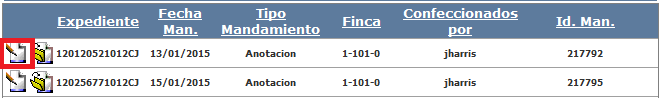 Expediente Fecha Man. Tipo Mandamiento Finca Confeccionados por Id. Man.
120120521012CJ 13/01/2015 Anotacion 1-101-0 jharris 217792
120256771012CJ 15/01/2015 Anotacion 1-101-0 jharris 217795